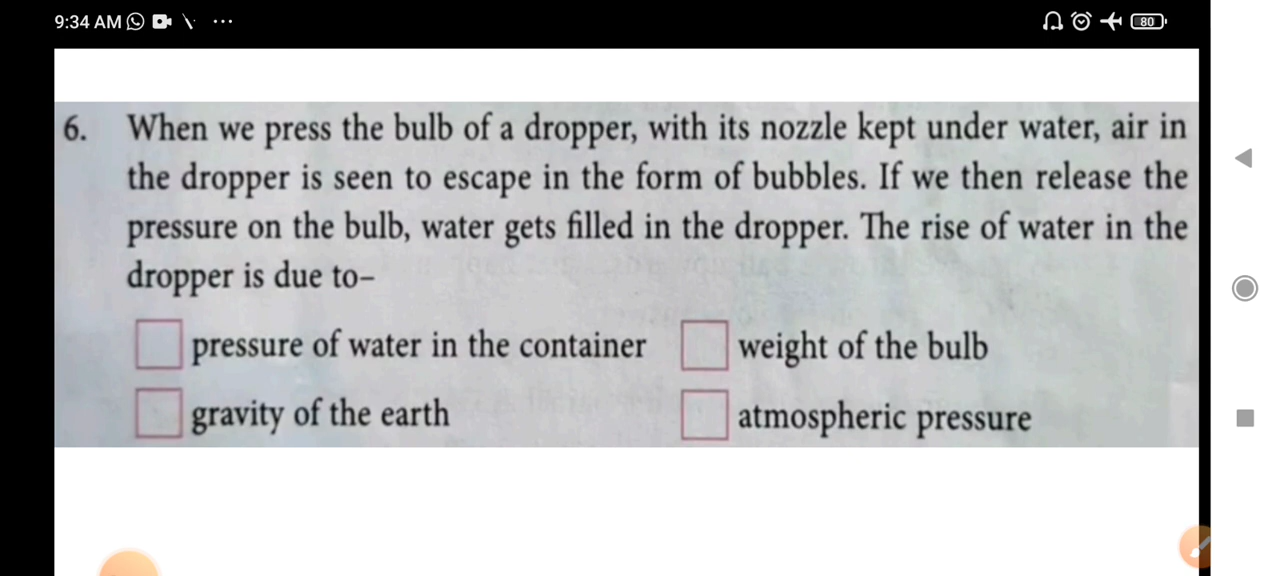 9:34 AM ...
80
6. When we press the bulb of a dropper, with its nozzle kept under water, air in
the dropper is seen to escape in the form of bubbles. If we then release the
pressure on the bulb, water gets filled in the dropper. The rise of water in the
dropper is due to–
pressure of water in the container
weight of the bulb
gravity of the earth
atmospheric pressure